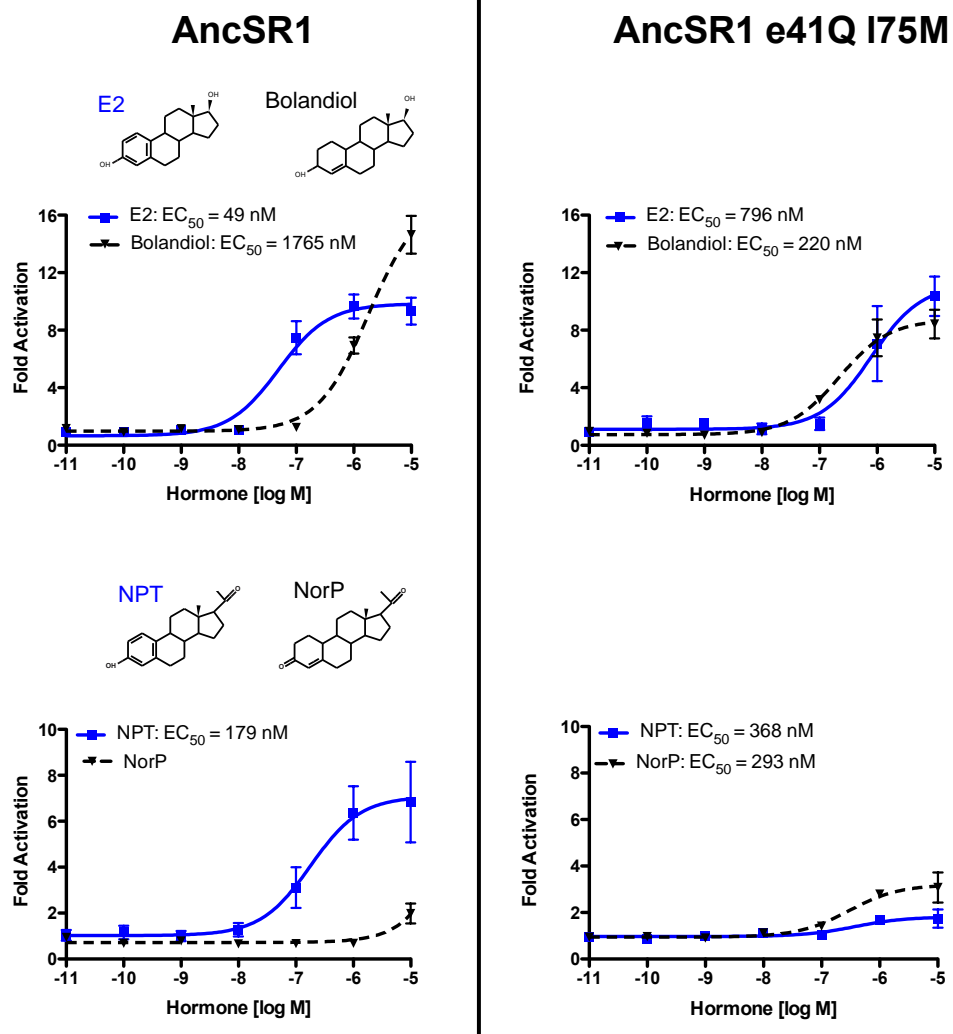 AncSR1
AncSR1 e41Q l75M
E2
Bolandiol
OH
OH
OH
OH
16
12
8
4
0
Fold Activation
E2: EC50 = 49 nM
Bolandiol: EC50 = 1765 nM
-11 -10 -9 -8 -7 -6 -5
Hormone [log M]
16
12
8
4
0
Fold Activation
E2: EC50 = 796 nM
Bolandiol: EC50 = 220 nM
-11 -10 -9 -8 -7 -6 -5
Hormone [log M]
NPT
NorP
O
O
OH
O
10
8
6
4
2
0
Fold Activation
NPT: EC50 = 179 nM
NorP
-11 -10 -9 -8 -7 -6 -5
Hormone [log M]
10
8
6
4
2
0
Fold Activation
NPT: EC50 = 368 nM
NorP: EC50 = 293 nM
-11 -10 -9 -8 -7 -6 -5
Hormone [log M]